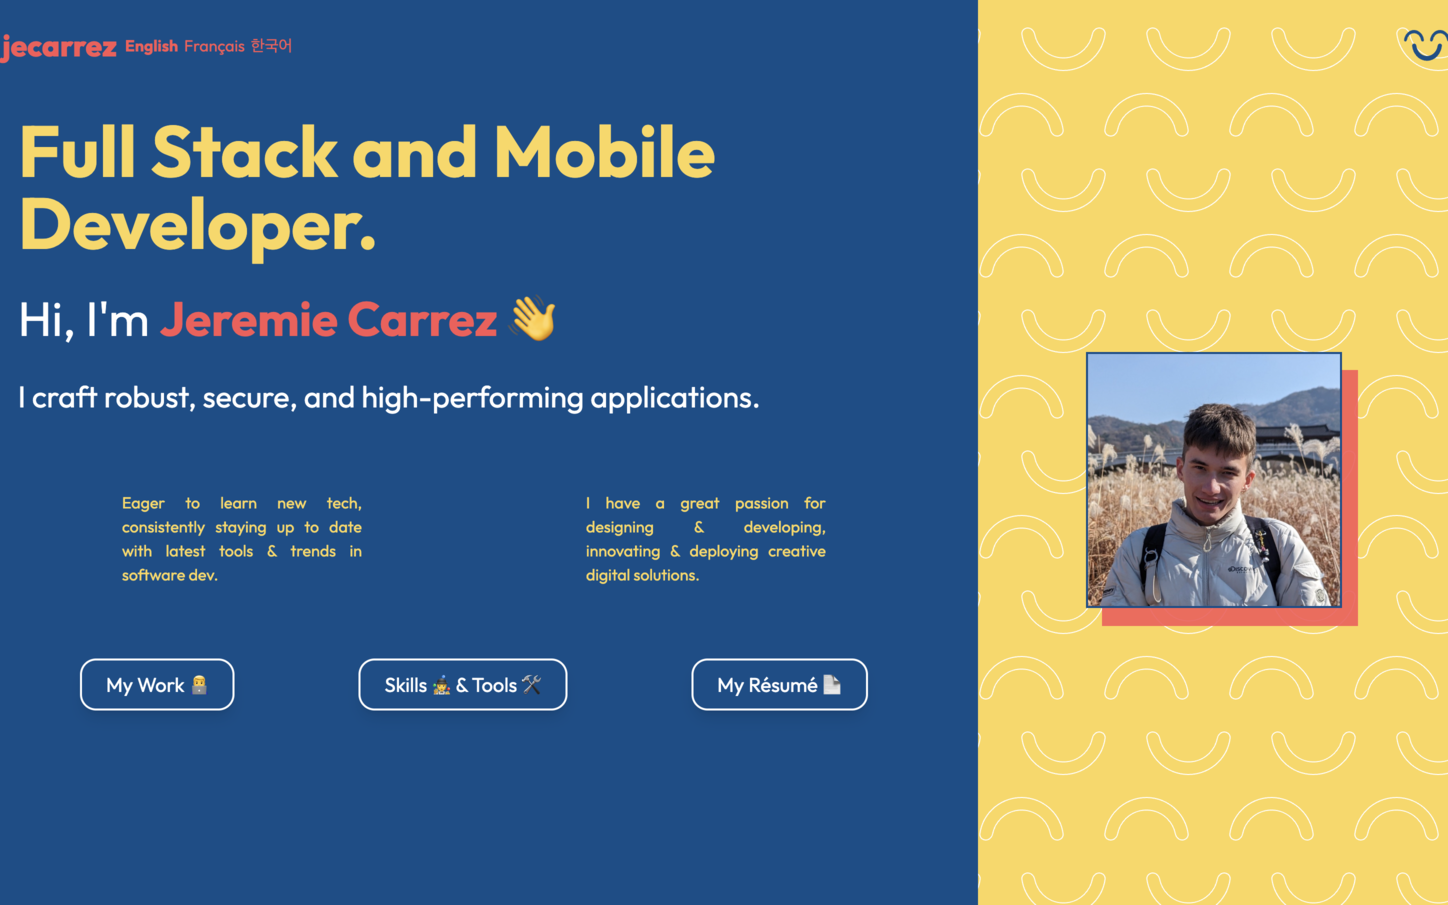 jecarrez English Français 한국어
Full Stack and Mobile
Developer.
Hi, I'm Jeremie Carrez 👋
I craft robust, secure, and high-performing applications.
Eager to learn new tech,
consistently staying up to date
with latest tools & trends in
software dev.
I have a great passion for
designing & developing,
innovating & deploying creative
digital solutions.
My Work 👨‍💻
Skills 🧙 & Tools 🛠️
My Résumé 📄